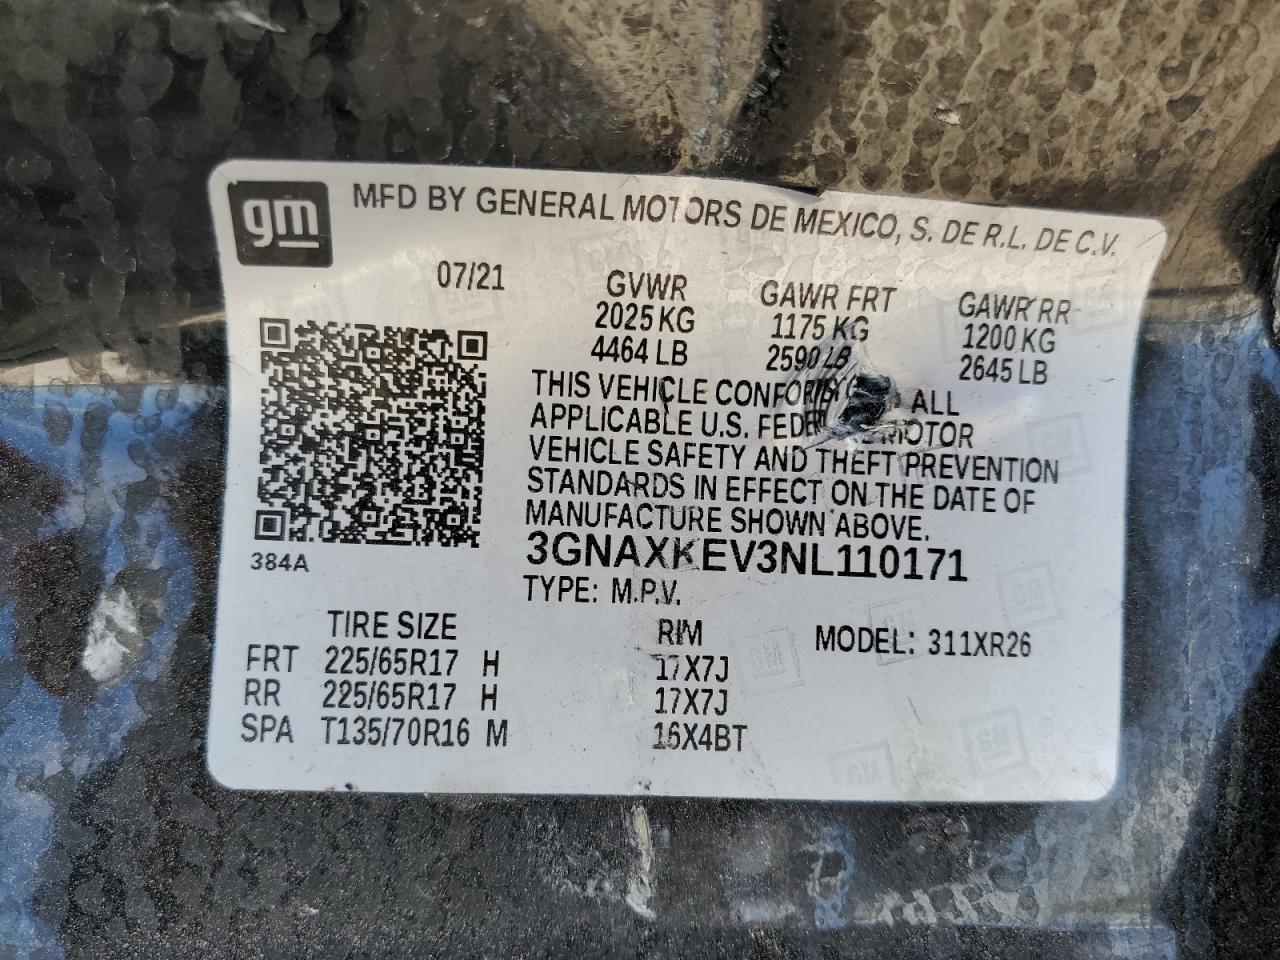 gm
MFD BY GENERAL MOTORS DE MEXICO, S. DE R.L. DE C.V.
07/21
GVWR GAWR FRT GAWR RR
2025 KG 1175 KG 1200 KG
4464 LB 2590 LB 2645 LB
THIS VEHICLE ALL
APPLICABLE U.S. MOTOR
VEHICLE SAFETY AND THEFT PREVENTION
STANDARDS IN EFFECT ON THE DATE OF
MANUFACTURE SHOWN ABOVE.
3GNAXKEV3NL110171
384A
TYPE: M.P.V.
TIRE SIZE RIM MODEL: 311XR26
FRT 225/65R17 H 17X7J
RR 225/65R17 H 17X7J
SPA T135/70R16 M 16X4BT